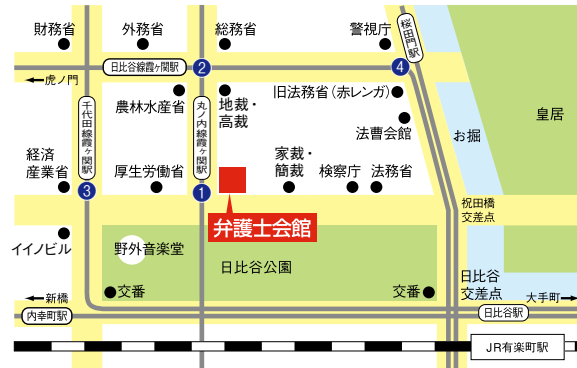 財務省
外務省
総務省
警視庁
桜田門駅
日比谷線霞ヶ関駅
2
4
虎ノ門
農林水産省
地裁・
高裁
旧法務省(赤レンガ)
法曹会館
お掘
皇居
千代田線霞ヶ関駅
丸ノ内線霞ヶ関駅
経済
産業省
厚生労働省
家裁・
簡裁
検察庁
法務省
3
1
祝田橋
交差点
弁護士会館
イイノビル
野外音楽堂
日比谷公園
日比谷
交差点
交番
交番
新橋
大手町
内幸町駅
日比谷駅
JR有楽町駅